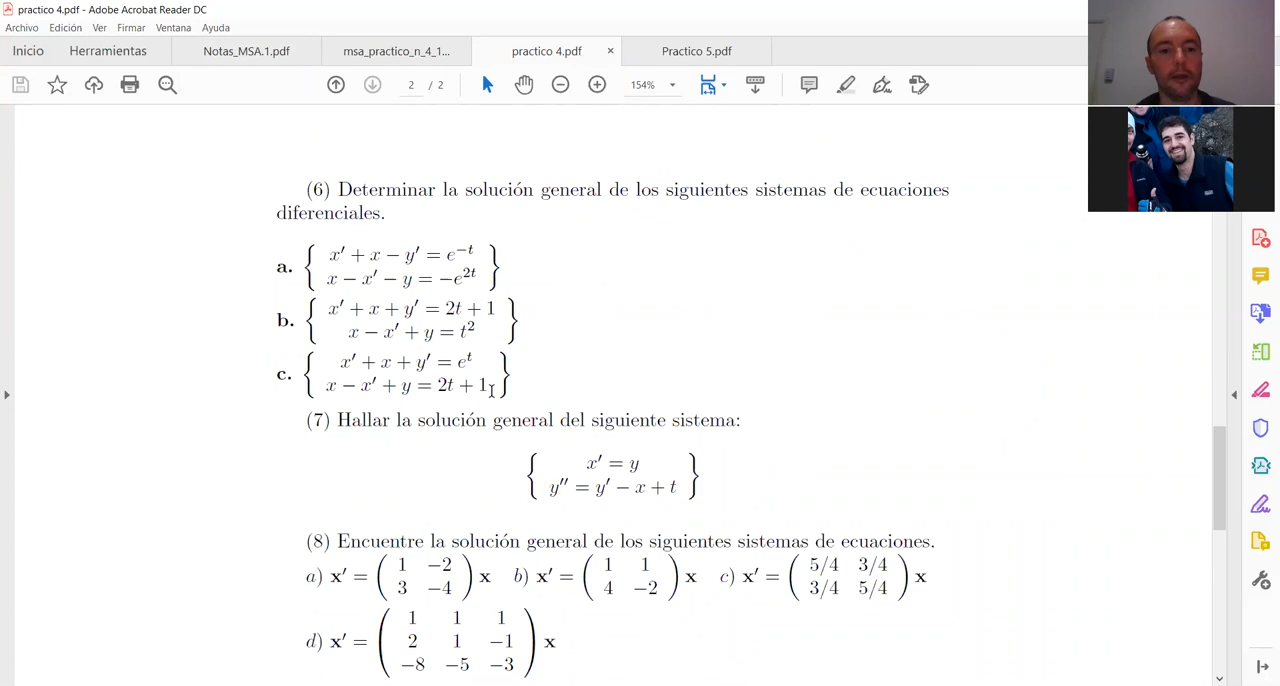 practico 4.pdf - Adobe Acrobat Reader DC
Archivo Edición Ver Firmar Ventana Ayuda
Inicio Herramientas Notas_MSA.1.pdf msa_practico_n_4_1... practico 4.pdf × Practico 5.pdf
2 / 2 154%
(6) Determinar la solución general de los siguientes sistemas de ecuaciones
diferenciales.
a. { x′ + x − y′ = e^{−t}
x − x′ − y = −e^{2t} }
b. { x′ + x + y′ = 2t + 1
x − x′ + y = t² }
c. { x′ + x + y′ = e^t
x − x′ + y = 2t + 1 }
(7) Hallar la solución general del siguiente sistema:
{ x′ = y
y′′ = y′ − x + t }
(8) Encuentre la solución general de los siguientes sistemas de ecuaciones.
a) x′ = ( 1 −2
3 −4 ) x b) x′ = ( 1 1
4 −2 ) x c) x′ = ( 5/4 3/4
3/4 5/4 ) x
d) x′ = ( 1 1 1
2 1 −1
−8 −5 −3 ) x